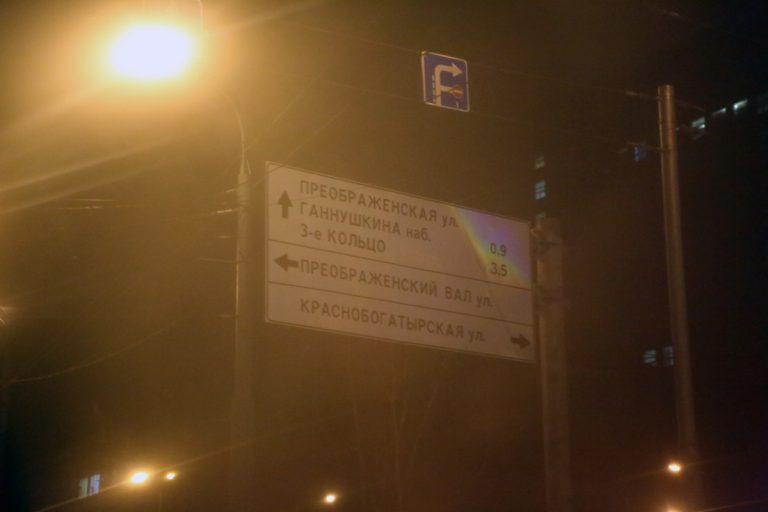 ПРЕОБРАЖЕНСКАЯ ул.
ГАННУШКИНА наб. 0,9
3-е КОЛЬЦО 3,5
ПРЕОБРАЖЕНСКИЙ ВАЛ ул.
КРАСНОБОГАТЫРСКАЯ ул.